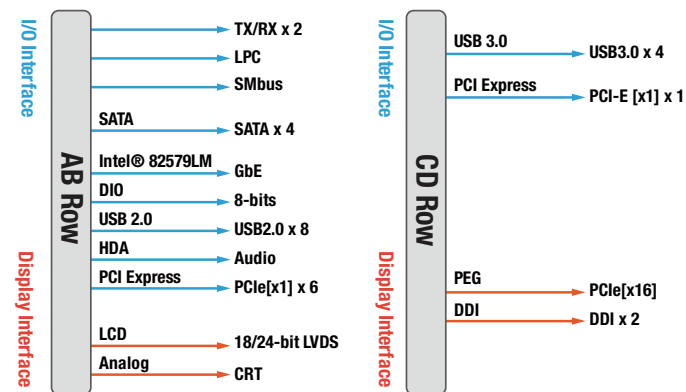 I/O Interface
AB Row
Display Interface
TX/RX x 2
LPC
SMbus
SATA
SATA x 4
Intel® 82579LM
GbE
DIO
8-bits
USB 2.0
USB2.0 x 8
HDA
Audio
PCI Express
PCIe[x1] x 6
LCD
18/24-bit LVDS
Analog
CRT
I/O Interface
CD Row
Display Interface
USB 3.0
USB3.0 x 4
PCI Express
PCI-E [x1] x 1
PEG
PCIe[x16]
DDI
DDI x 2